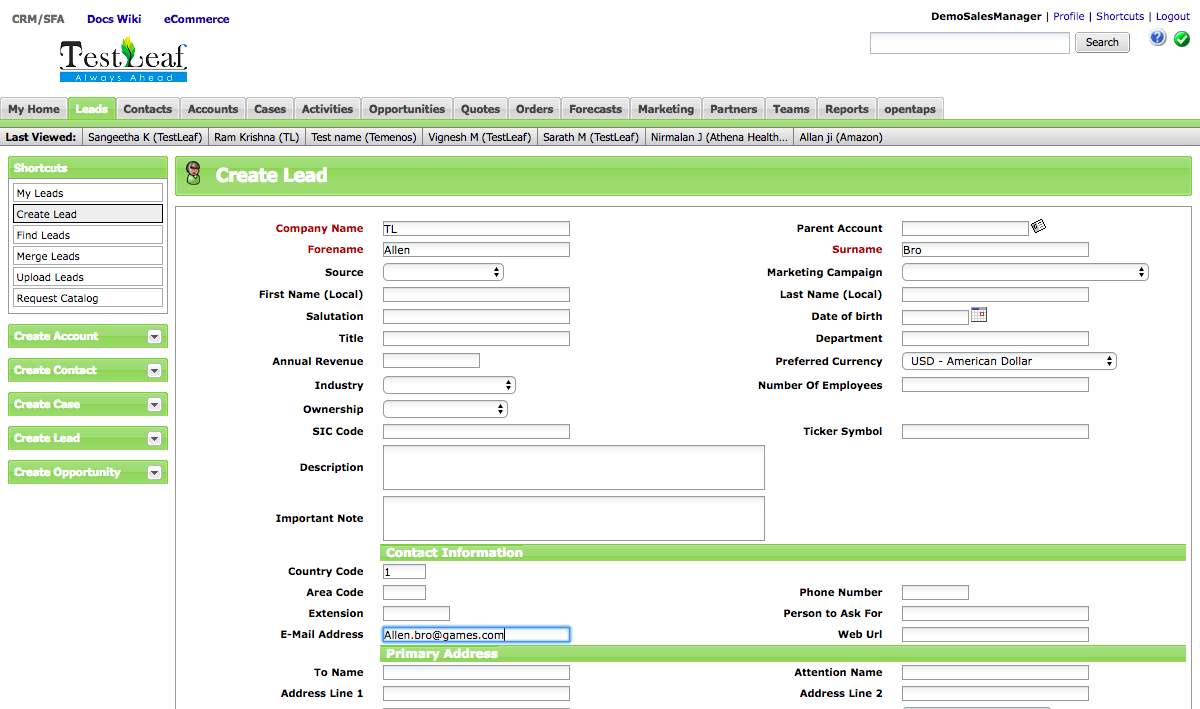 CRM/SFA Docs Wiki eCommerce
DemoSalesManager | Profile | Shortcuts | Logout
TestLeaf
Always Ahead
Search
?
My Home Leads Contacts Accounts Cases Activities Opportunities Quotes Orders Forecasts Marketing Partners Teams Reports opentaps
Last Viewed: Sangeetha K (TestLeaf) Ram Krishna (TL) Test name (Temenos) Vignesh M (TestLeaf) Sarath M (TestLeaf) Nirmalan J (Athena Health... Allan ji (Amazon)
Shortcuts
My Leads
Create Lead
Find Leads
Merge Leads
Upload Leads
Request Catalog
Create Account
Create Contact
Create Case
Create Lead
Create Opportunity
Create Lead
Company Name TL Parent Account
Forename Allen Surname Bro
Source Marketing Campaign
First Name (Local) Last Name (Local)
Salutation Date of birth
Title Department
Annual Revenue Preferred Currency USD - American Dollar
Industry Number Of Employees
Ownership
SIC Code Ticker Symbol
Description
Important Note
Contact Information
Country Code 1
Area Code Phone Number
Extension Person to Ask For
E-Mail Address Allen.bro@games.com Web Url
Primary Address
To Name Attention Name
Address Line 1 Address Line 2